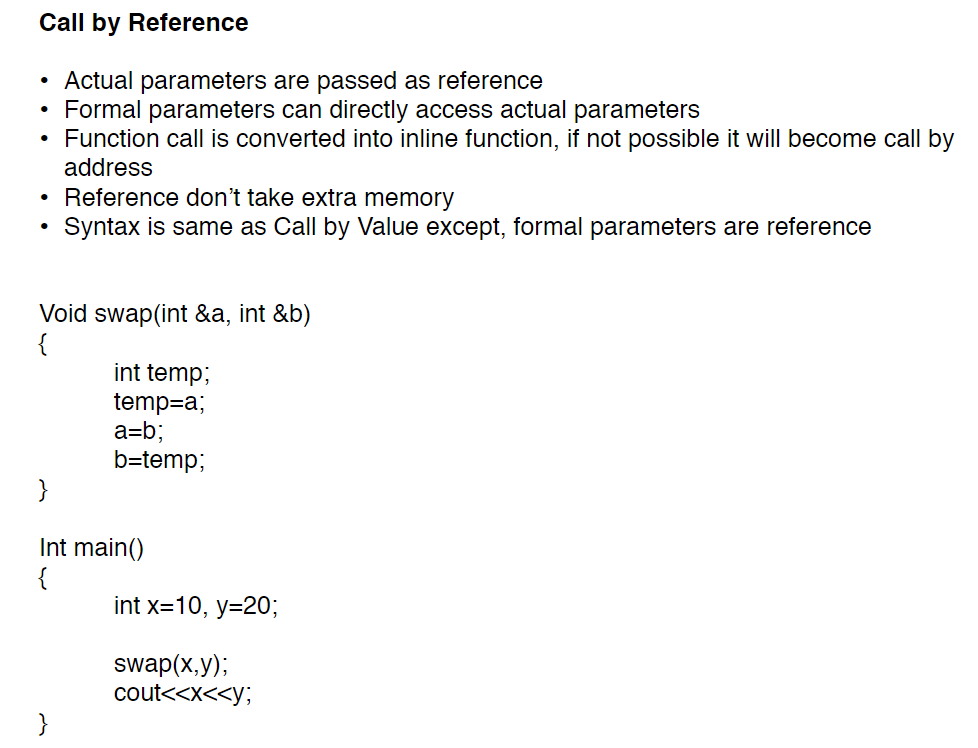 Call by Reference
• Actual parameters are passed as reference
• Formal parameters can directly access actual parameters
• Function call is converted into inline function, if not possible it will become call by
address
• Reference don’t take extra memory
• Syntax is same as Call by Value except, formal parameters are reference
Void swap(int &a, int &b)
{
int temp;
temp=a;
a=b;
b=temp;
}
Int main()
{
int x=10, y=20;
swap(x,y);
cout<<x<<y;
}